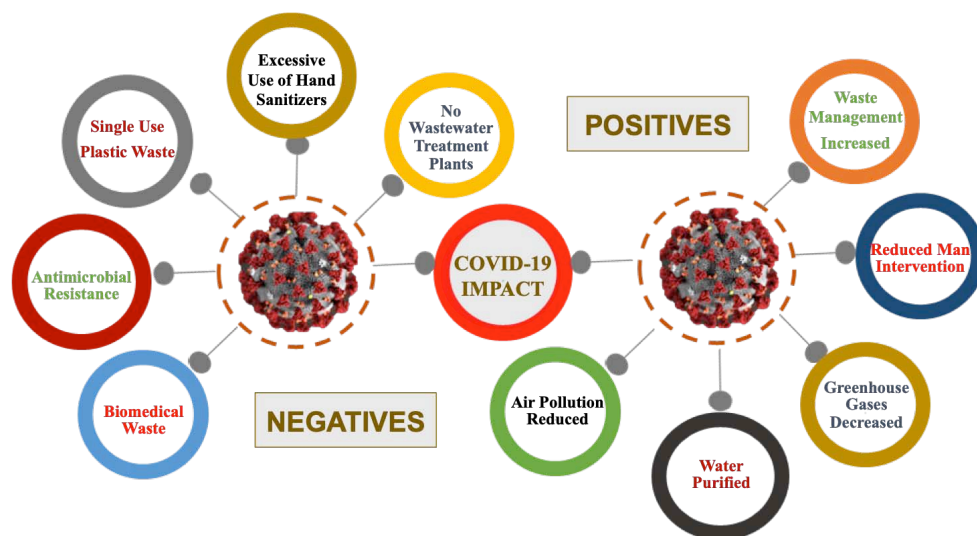 Excessive
Use of Hand
Sanitizers
Single Use
Plastic Waste
No
Wastewater
Treatment
Plants
Antimicrobial
Resistance
Biomedical
Waste
NEGATIVES
COVID-19
IMPACT
POSITIVES
Waste
Management
Increased
Reduced Man
Intervention
Greenhouse
Gases
Decreased
Water
Purified
Air Pollution
Reduced